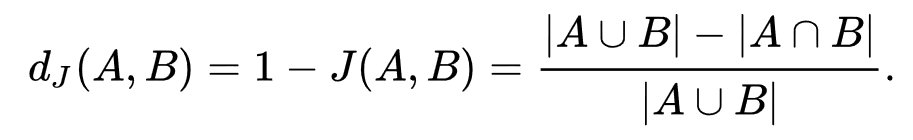 d_J(A, B) = 1 − J(A, B) = \frac{|A ∪ B| − |A ∩ B|}{|A ∪ B|}.